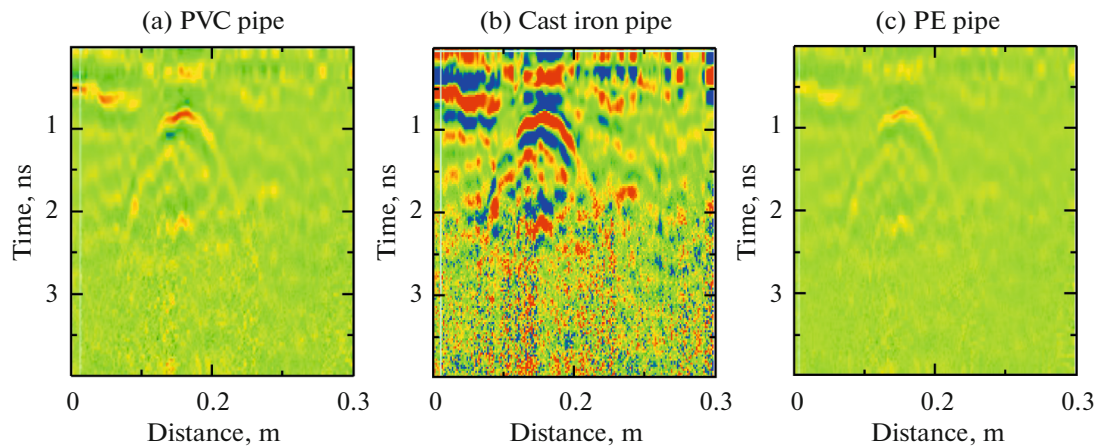 (a) PVC pipe
(b) Cast iron pipe
(c) PE pipe
Time, ns
1
2
3
0
0.2
0.3
Distance, m
Time, ns
1
2
3
0
0.2
0.3
Distance, m
Time, ns
1
2
3
0
0.2
0.3
Distance, m